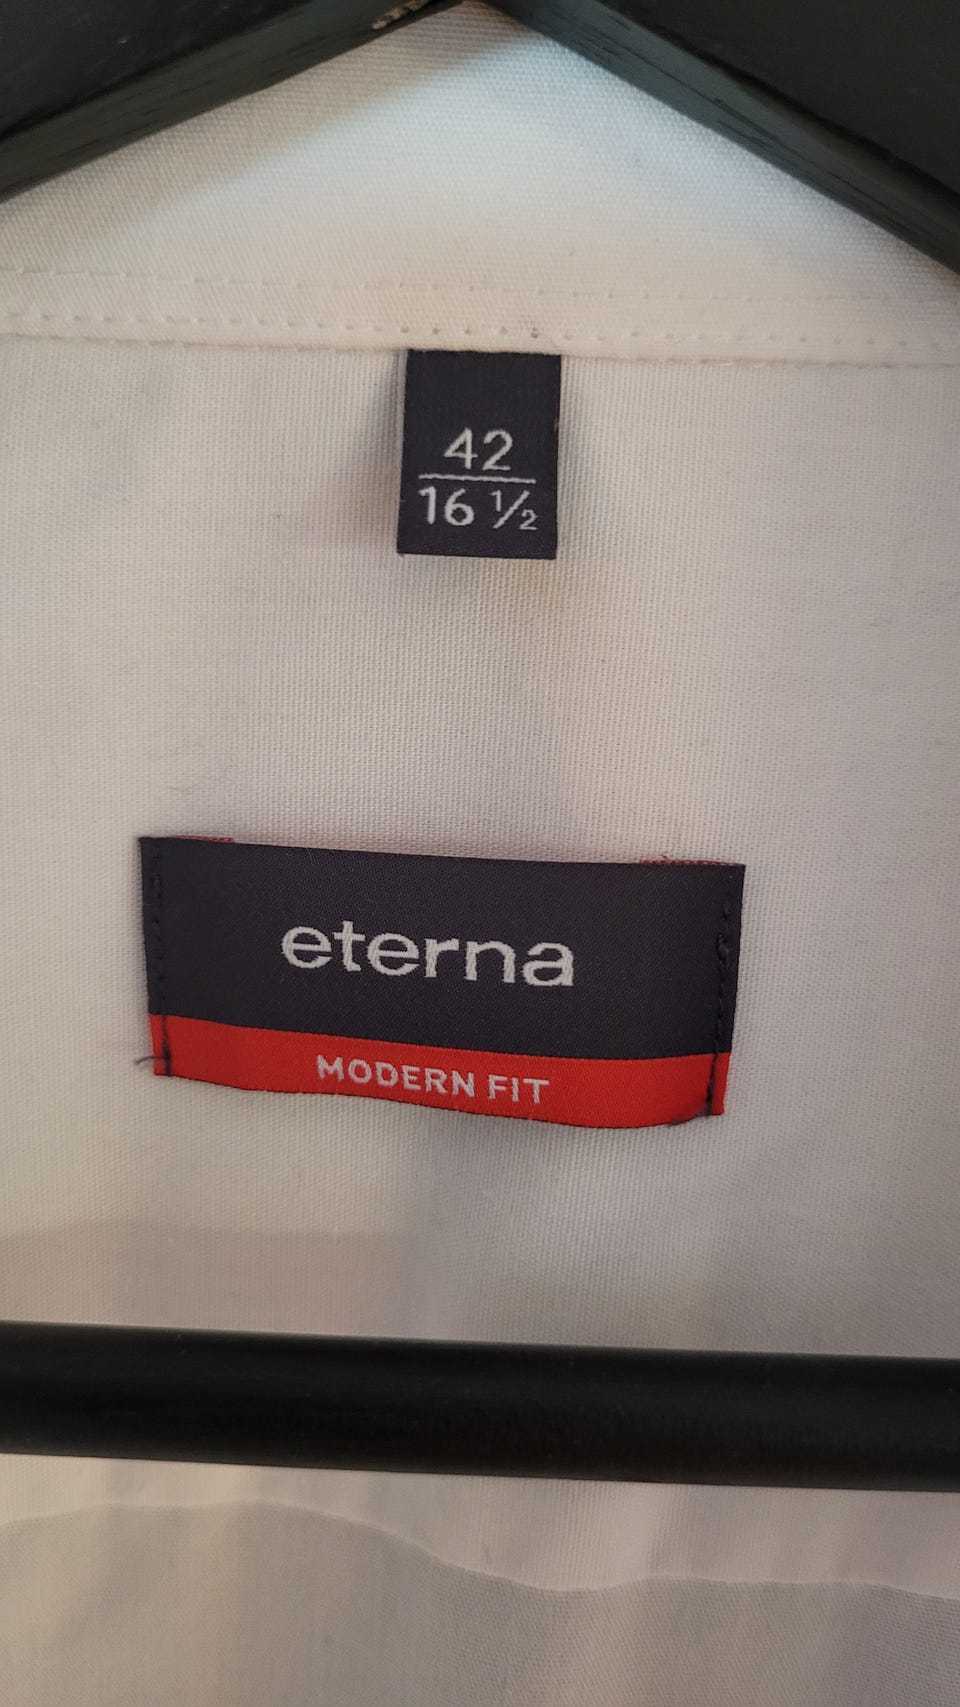 42
16 ½
eterna
MODERN FIT